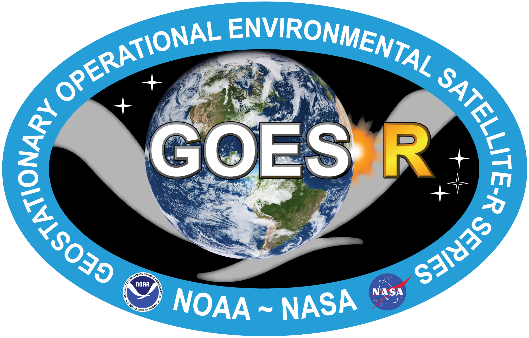 GEOSTATIONARY OPERATIONAL ENVIRONMENTAL SATELLITE-R SERIES
GOES R
NOAA
NOAA ~ NASA
NASA